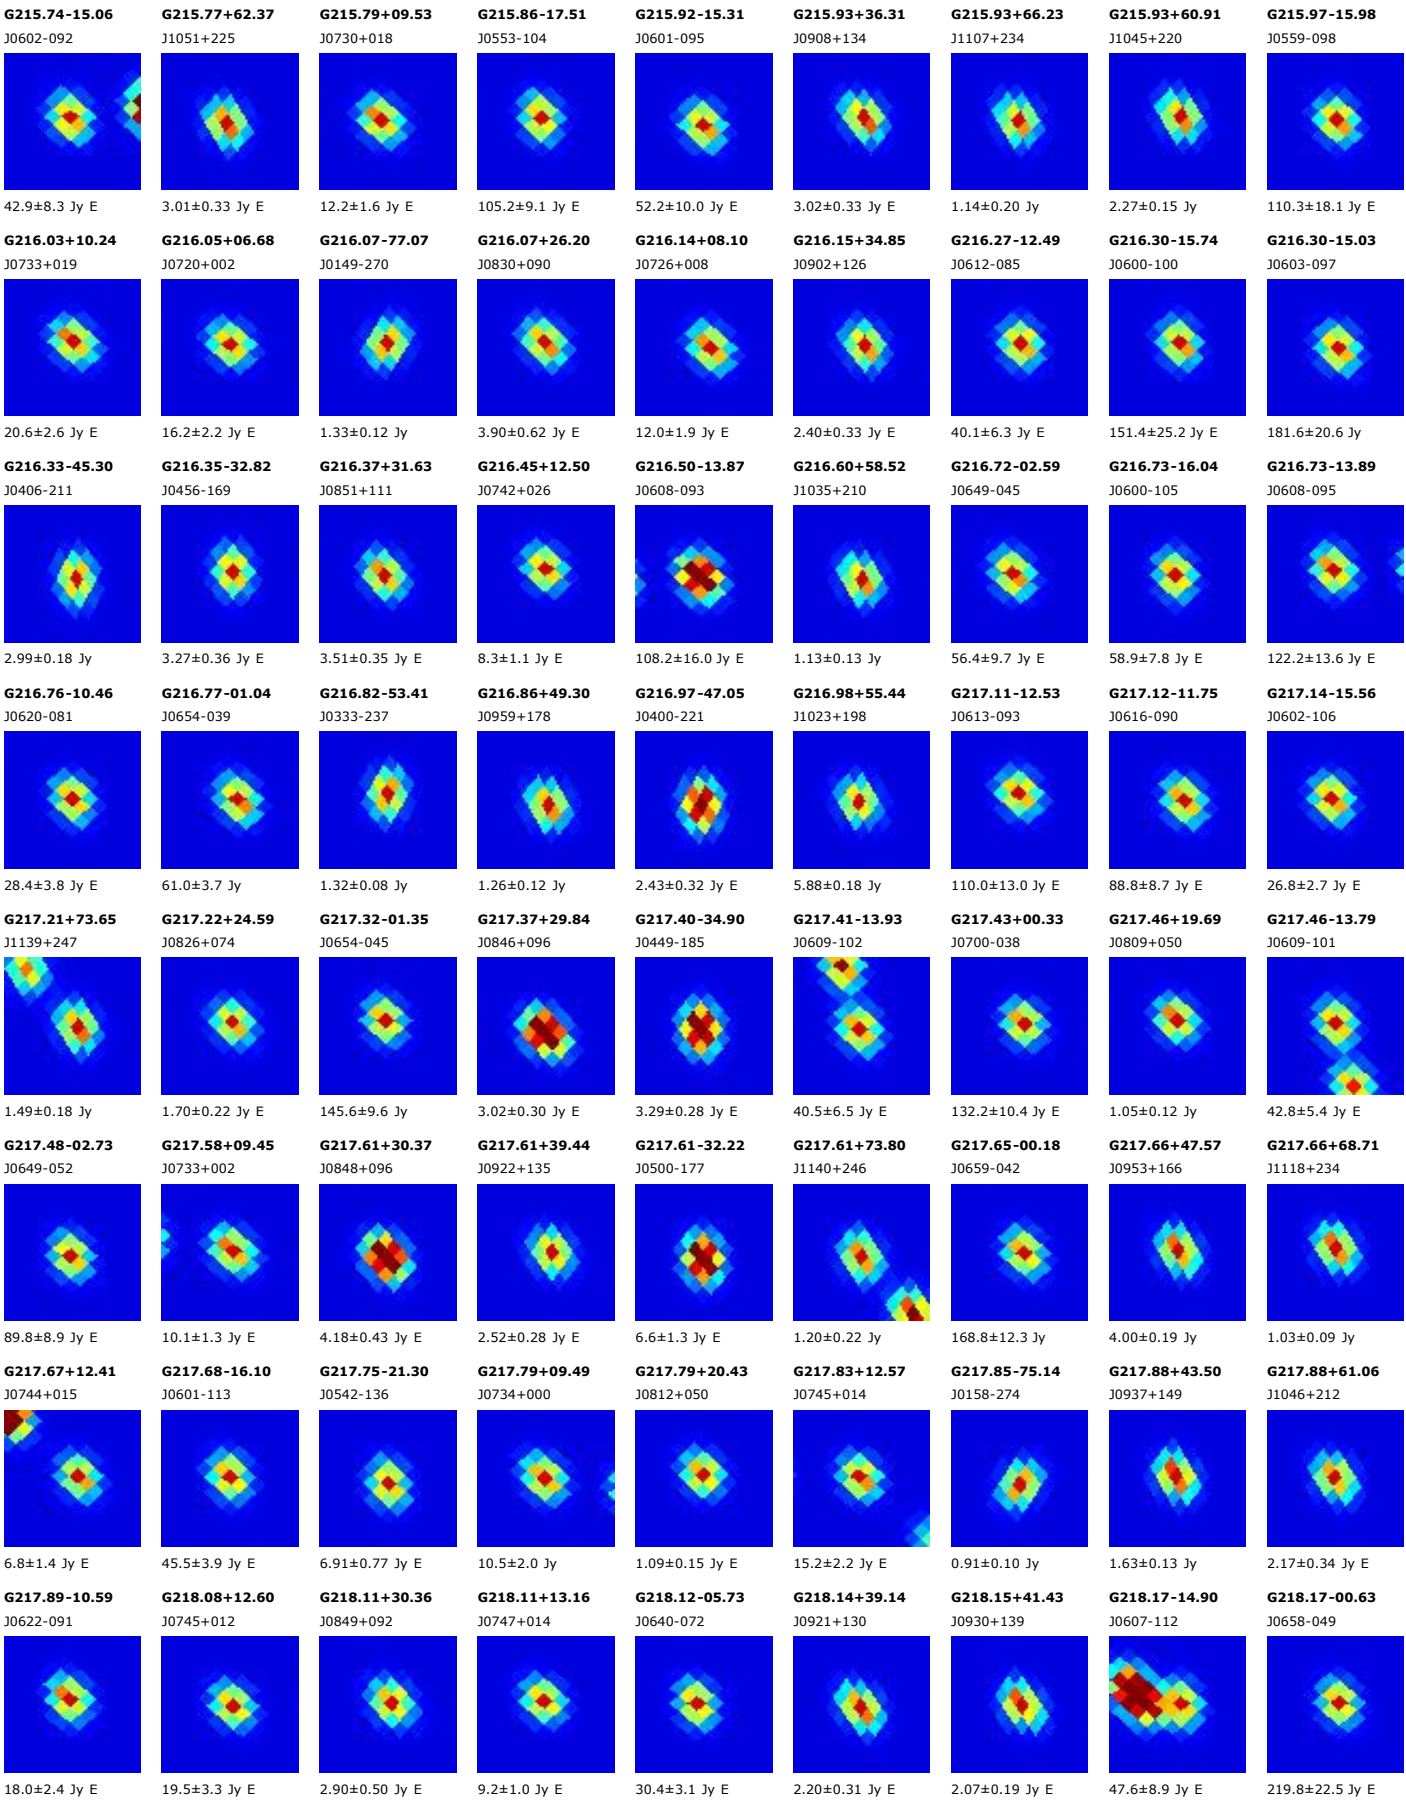 G215.74-15.06 G215.77+62.37 G215.79+09.53 G215.86-17.51 G215.92-15.31 G215.93+36.31 G215.93+66.23 G215.93+60.91 G215.97-15.98
J0602-092 J1051+225 J0730+018 J0553-104 J0601-095 J0908+134 J1107+234 J1045+220 J0559-098
42.9±8.3 Jy E 3.01±0.33 Jy E 12.2±1.6 Jy E 105.2±9.1 Jy E 52.2±10.0 Jy E 3.02±0.33 Jy E 1.14±0.20 Jy 2.27±0.15 Jy 110.3±18.1 Jy E
G216.03+10.24 G216.05+06.68 G216.07-77.07 G216.07+26.20 G216.14+08.10 G216.15+34.85 G216.27-12.49 G216.30-15.74 G216.30-15.03
J0733+019 J0720+002 J0149-270 J0830+090 J0726+008 J0902+126 J0612-085 J0600-100 J0603-097
20.6±2.6 Jy E 16.2±2.2 Jy E 1.33±0.12 Jy 3.90±0.62 Jy E 12.0±1.9 Jy E 2.40±0.33 Jy E 40.1±6.3 Jy E 151.4±25.2 Jy E 181.6±20.6 Jy
G216.33-45.30 G216.35-32.82 G216.37+31.63 G216.45+12.50 G216.50-13.87 G216.60+58.52 G216.72-02.59 G216.73-16.04 G216.73-13.89
J0406-211 J0456-169 J0851+111 J0742+026 J0608-093 J1035+210 J0649-045 J0600-105 J0608-095
2.99±0.18 Jy 3.27±0.36 Jy E 3.51±0.35 Jy E 8.3±1.1 Jy E 108.2±16.0 Jy E 1.13±0.13 Jy 56.4±9.7 Jy E 58.9±7.8 Jy E 122.2±13.6 Jy E
G216.76-10.46 G216.77-01.04 G216.82-53.41 G216.86+49.30 G216.97-47.05 G216.98+55.44 G217.11-12.53 G217.12-11.75 G217.14-15.56
J0620-081 J0654-039 J0333-237 J0959+178 J0400-221 J1023+198 J0613-093 J0616-090 J0602-106
28.4±3.8 Jy E 61.0±3.7 Jy 1.32±0.08 Jy 1.26±0.12 Jy 2.43±0.32 Jy E 5.88±0.18 Jy 110.0±13.0 Jy E 88.8±8.7 Jy E 26.8±2.7 Jy E
G217.21+73.65 G217.22+24.59 G217.32-01.35 G217.37+29.84 G217.40-34.90 G217.41-13.93 G217.43+00.33 G217.46+19.69 G217.46-13.79
J1139+247 J0826+074 J0654-045 J0846+096 J0449-185 J0609-102 J0700-038 J0809+050 J0609-101
1.49±0.18 Jy 1.70±0.22 Jy E 145.6±9.6 Jy 3.02±0.30 Jy E 3.29±0.28 Jy E 40.5±6.5 Jy E 132.2±10.4 Jy E 1.05±0.12 Jy 42.8±5.4 Jy E
G217.48-02.73 G217.58+09.45 G217.61+30.37 G217.61+39.44 G217.61-32.22 G217.61+73.80 G217.65-00.18 G217.66+47.57 G217.66+68.71
J0649-052 J0733+002 J0848+096 J0922+135 J0500-177 J1140+246 J0659-042 J0953+166 J1118+234
89.8±8.9 Jy E 10.1±1.3 Jy E 4.18±0.43 Jy E 2.52±0.28 Jy E 6.6±1.3 Jy E 1.20±0.22 Jy 168.8±12.3 Jy 4.00±0.19 Jy 1.03±0.09 Jy
G217.67+12.41 G217.68-16.10 G217.75-21.30 G217.79+09.49 G217.79+20.43 G217.83+12.57 G217.85-75.14 G217.88+43.50 G217.88+61.06
J0744+015 J0601-113 J0542-136 J0734+000 J0812+050 J0745+014 J0158-274 J0937+149 J1046+212
6.8±1.4 Jy E 45.5±3.9 Jy E 6.91±0.77 Jy E 10.5±2.0 Jy 1.09±0.15 Jy E 15.2±2.2 Jy E 0.91±0.10 Jy 1.63±0.13 Jy 2.17±0.34 Jy E
G217.89-10.59 G218.08+12.60 G218.11+30.36 G218.11+13.16 G218.12-05.73 G218.14+39.14 G218.15+41.43 G218.17-14.90 G218.17-00.63
J0622-091 J0745+012 J0849+092 J0747+014 J0640-072 J0921+130 J0930+139 J0607-112 J0658-049
18.0±2.4 Jy E 19.5±3.3 Jy E 2.90±0.50 Jy E 9.2±1.0 Jy E 30.4±3.1 Jy E 2.20±0.31 Jy E 2.07±0.19 Jy E 47.6±8.9 Jy E 219.8±22.5 Jy E